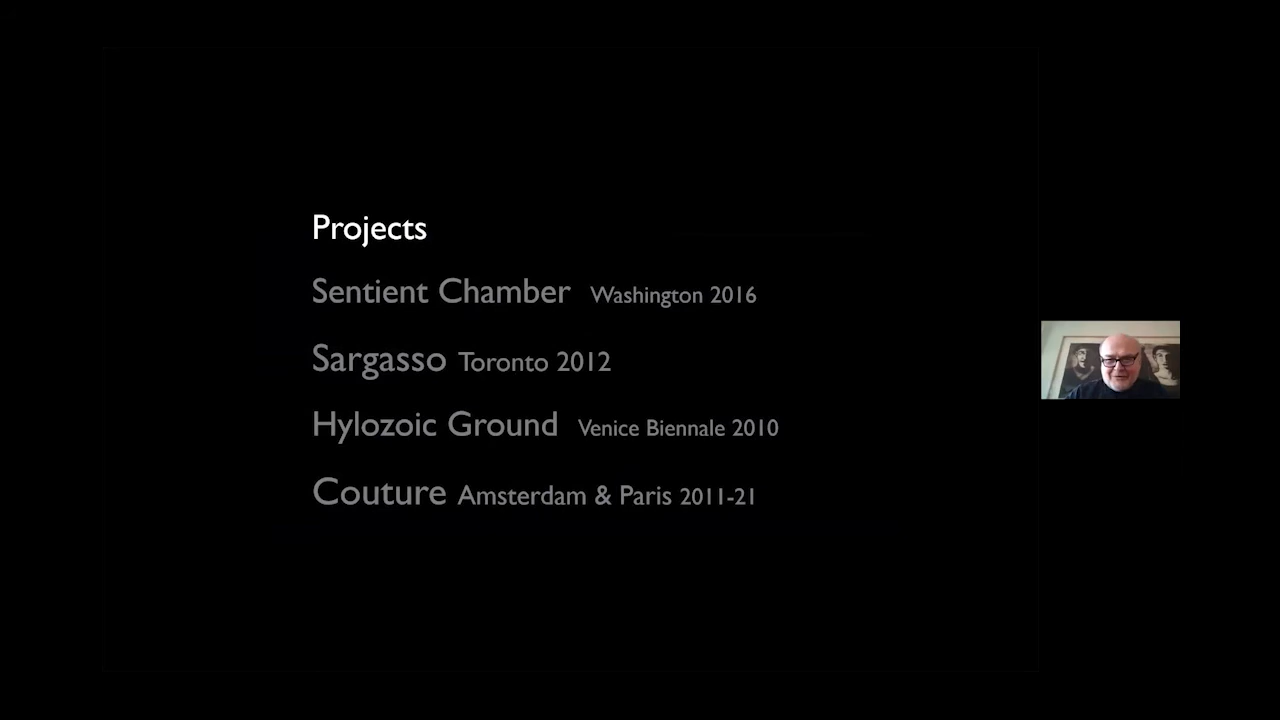 Projects
Sentient Chamber Washington 2016
Sargasso Toronto 2012
Hylozoic Ground Venice Biennale 2010
Couture Amsterdam & Paris 2011-21